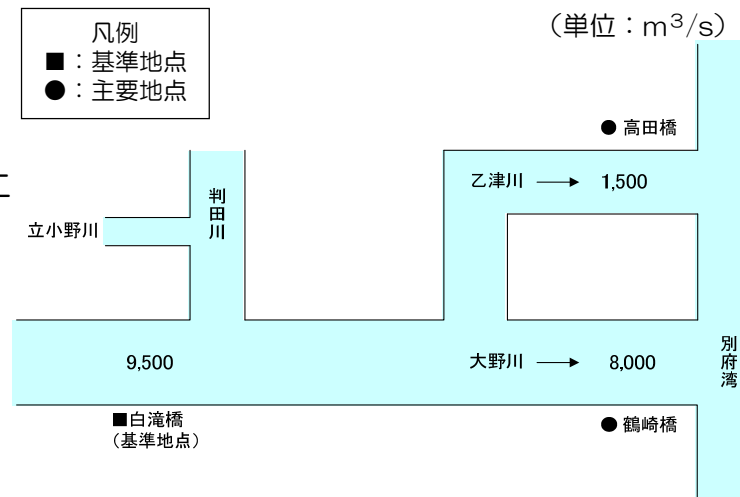 凡例
■：基準地点
●：主要地点
（単位：m³/s）
●高田橋
乙津川 → 1,500
判田川
立小野川
9,500
大野川 → 8,000
別府湾
■白滝橋
（基準地点）
●鶴崎橋